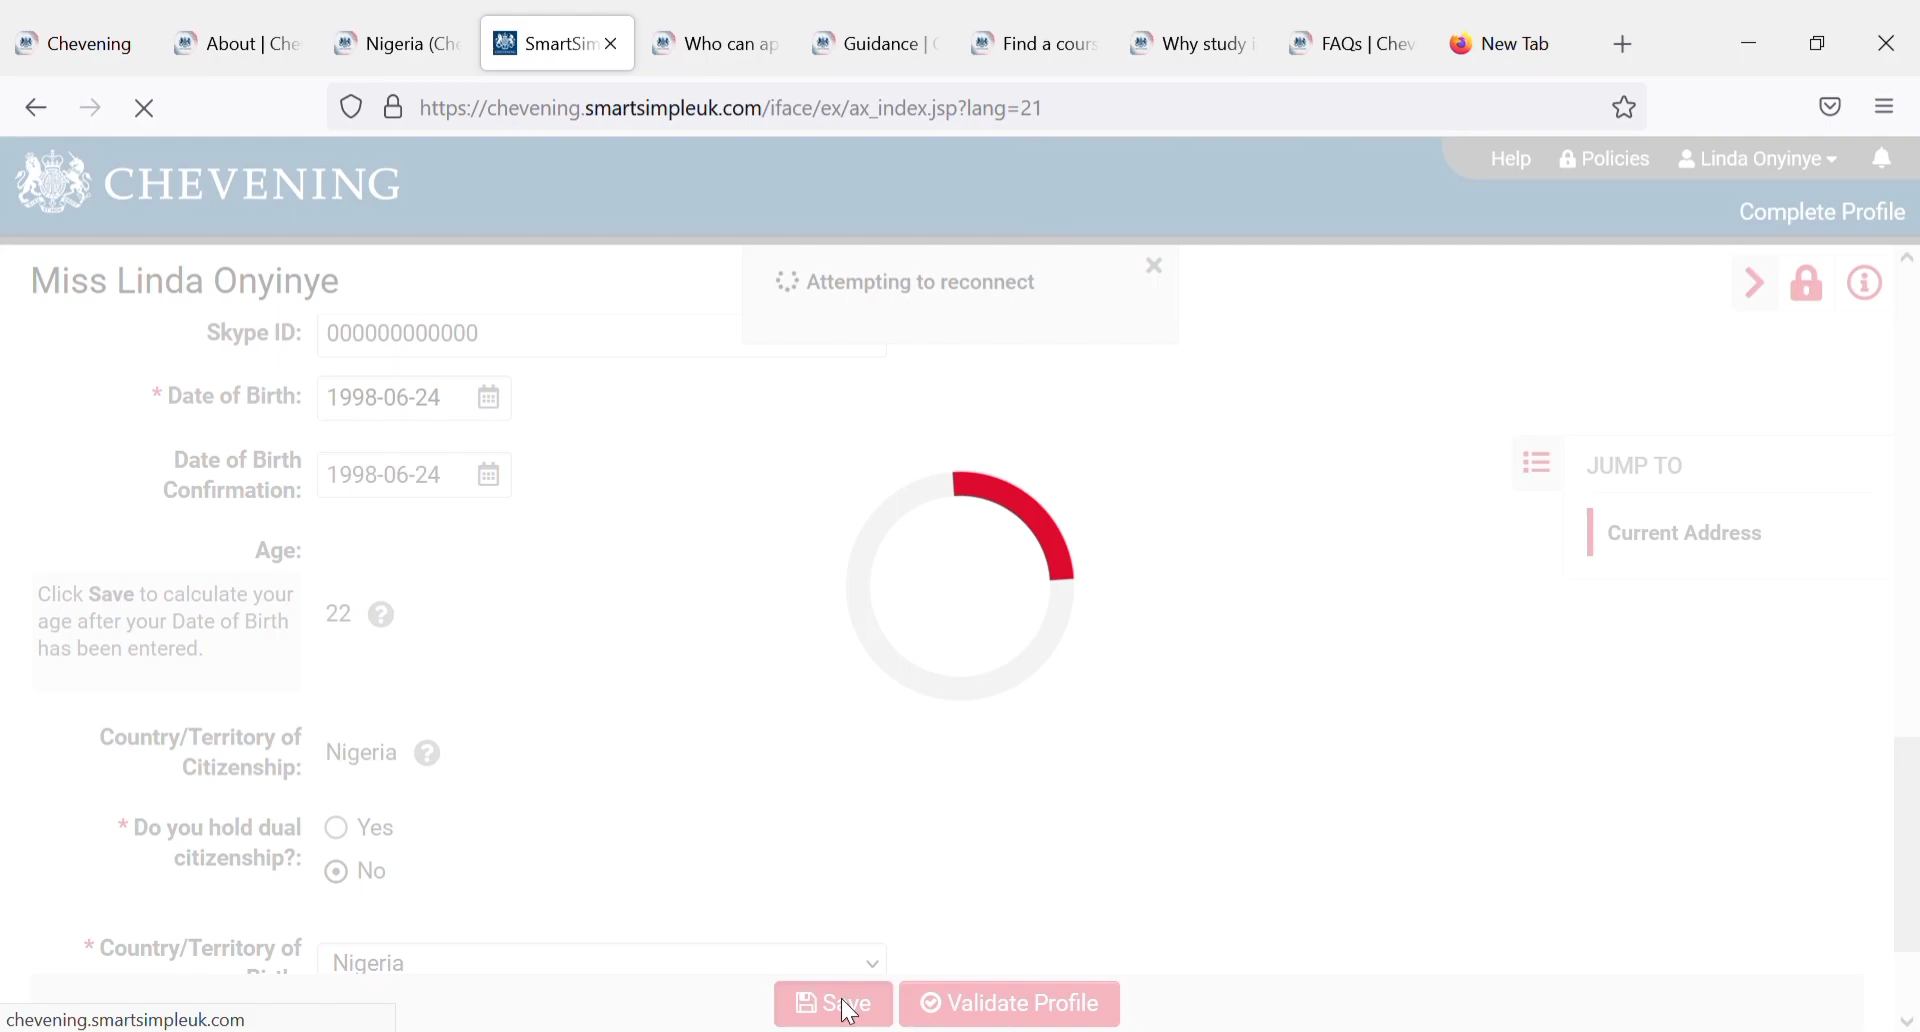 Chevening
About | Che
Nigeria (Che
SmartSim
Who can ap
Guidance | C
Find a cours
Why study i
FAQs | Chev
New Tab
https://chevening.smartsimpleuk.com/iface/ex/ax_index.jsp?lang=21
CHEVENING
Help
Policies
Linda Onyinye
Complete Profile
Miss Linda Onyinye
Attempting to reconnect
Skype ID: 000000000000
* Date of Birth: 1998-06-24
Date of Birth
Confirmation: 1998-06-24
Age:
Click Save to calculate your
age after your Date of Birth
has been entered.
22
JUMP TO
Current Address
Country/Territory of
Citizenship: Nigeria
* Do you hold dual
citizenship?:
Yes
No
* Country/Territory of
Nigeria
Save
Validate Profile
chevening.smartsimpleuk.com